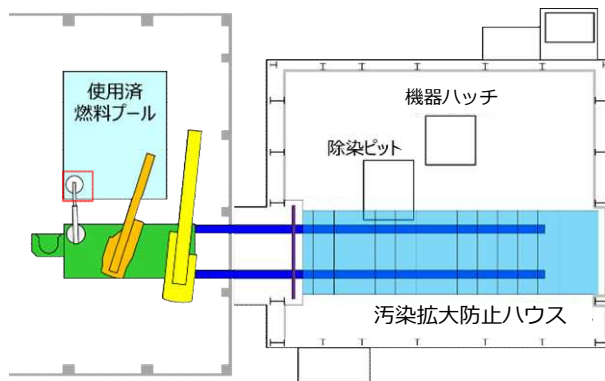 使用済
燃料プール
機器ハッチ
除染ピット
汚染拡大防止ハウス